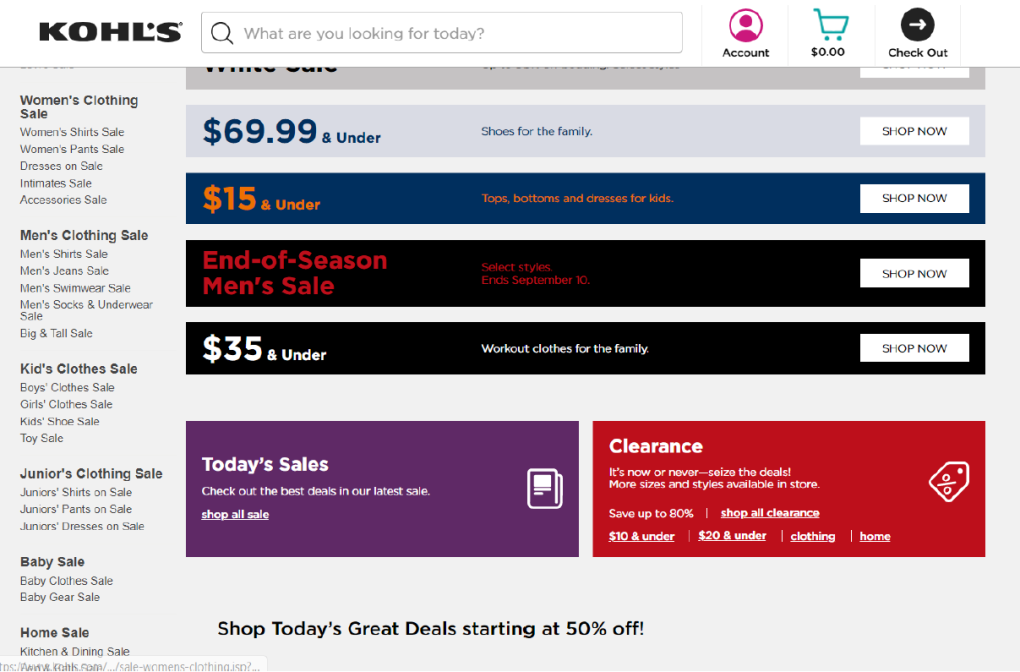 KOHL'S
What are you looking for today?
Account
$0.00
Check Out
White Sale
SHOP NOW
Women's Clothing
Sale
Women's Shirts Sale
Women's Pants Sale
Dresses on Sale
Intimates Sale
Accessories Sale
Men's Clothing Sale
Men's Shirts Sale
Men's Jeans Sale
Men's Swimwear Sale
Men's Socks & Underwear
Sale
Big & Tall Sale
Kid's Clothes Sale
Boys' Clothes Sale
Girls' Clothes Sale
Kids' Shoe Sale
Toy Sale
Junior's Clothing Sale
Juniors' Shirts on Sale
Juniors' Pants on Sale
Juniors' Dresses on Sale
Baby Sale
Baby Clothes Sale
Baby Gear Sale
Home Sale
Kitchen & Dining Sale
$69.99 & Under
Shoes for the family.
SHOP NOW
$15 & Under
Tops, bottoms and dresses for kids.
SHOP NOW
End-of-Season
Men's Sale
Select styles.
Ends September 10.
SHOP NOW
$35 & Under
Workout clothes for the family.
SHOP NOW
Today's Sales
Check out the best deals in our latest sale.
shop all sale
Clearance
It's now or never—seize the deals!
More sizes and styles available in store.
Save up to 80% | shop all clearance
$10 & under | $20 & under | clothing | home
Shop Today's Great Deals starting at 50% off!
/sale-womens-clothing.jsp?...